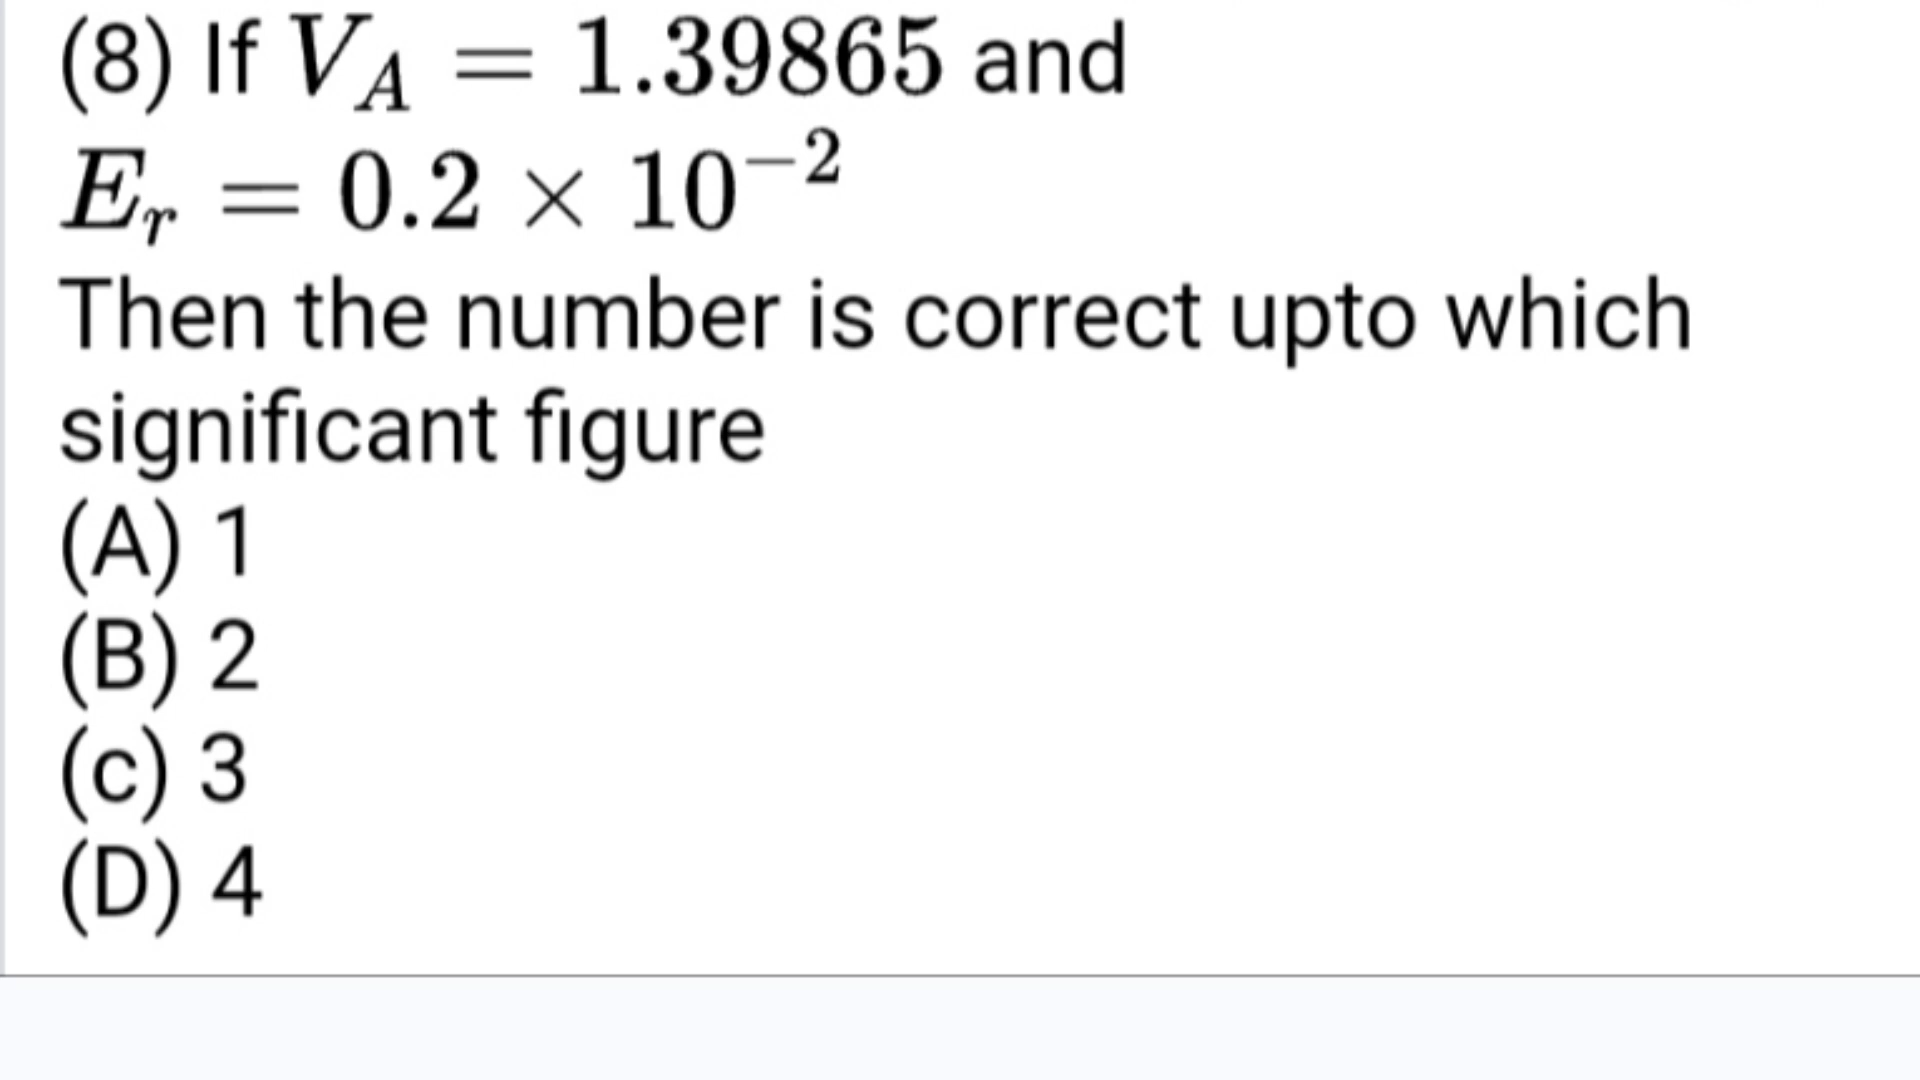 (8) If V_A = 1.39865 and
E_r = 0.2 × 10^{-2}
Then the number is correct upto which
significant figure
(A) 1
(B) 2
(c) 3
(D) 4